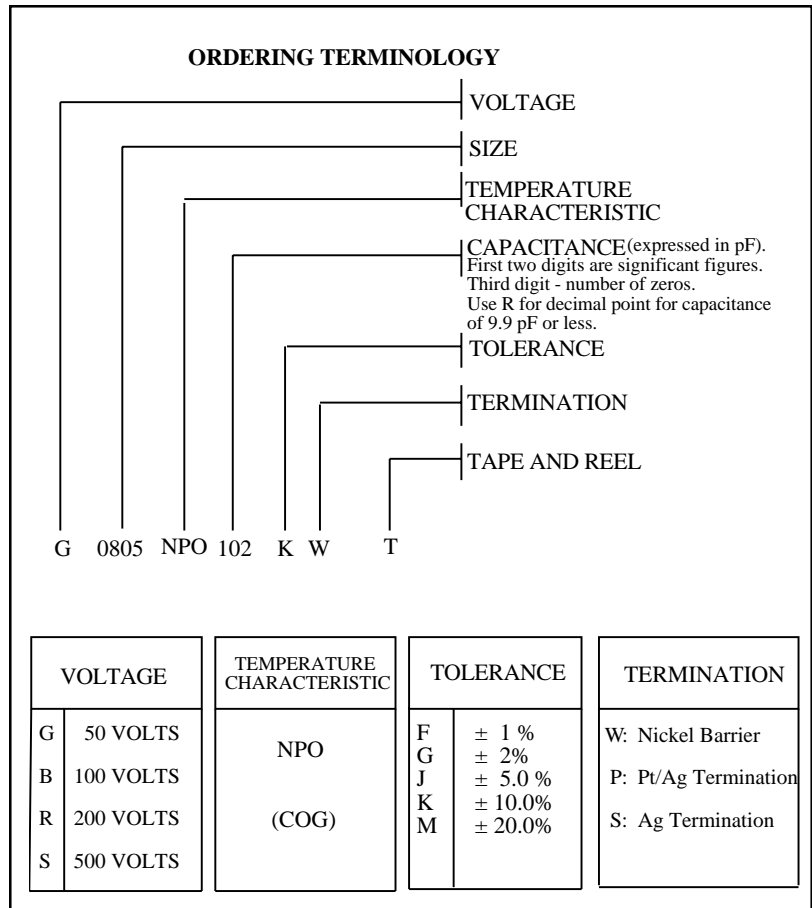 ORDERING TERMINOLOGY
VOLTAGE
SIZE
TEMPERATURE
CHARACTERISTIC
CAPACITANCE (expressed in pF).
First two digits are significant figures.
Third digit - number of zeros.
Use R for decimal point for capacitance
of 9.9 pF or less.
TOLERANCE
TERMINATION
TAPE AND REEL
G 0805 NPO 102 K W T
VOLTAGE
G 50 VOLTS
B 100 VOLTS
R 200 VOLTS
S 500 VOLTS
TEMPERATURE
CHARACTERISTIC
NPO
(COG)
TOLERANCE
F ± 1 %
G ± 2%
J ± 5.0 %
K ± 10.0%
M ± 20.0%
TERMINATION
W: Nickel Barrier
P: Pt/Ag Termination
S: Ag Termination